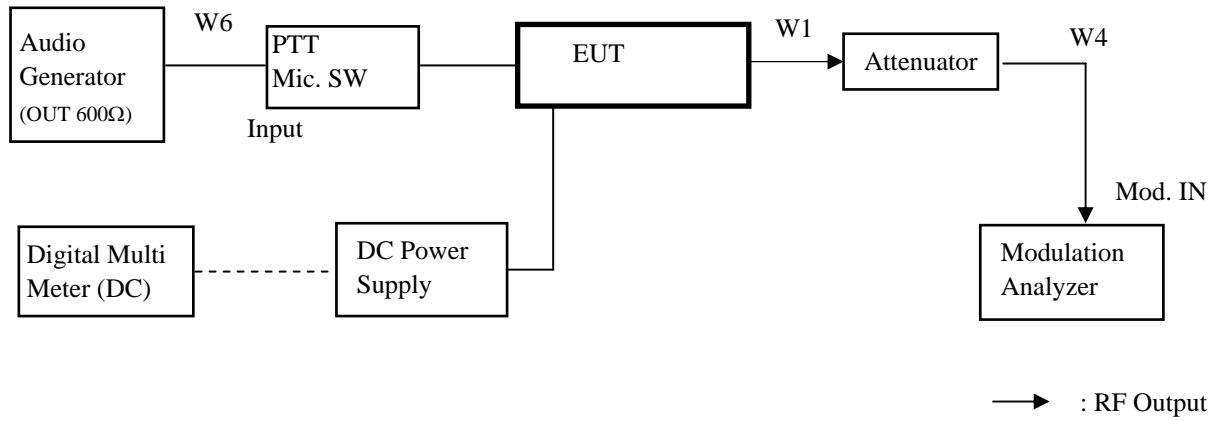 W6
Audio
Generator
(OUT 600Ω)
PTT
Mic. SW
Input
EUT
W1
Attenuator
W4
Mod. IN
Digital Multi
Meter (DC)
DC Power
Supply
Modulation
Analyzer
: RF Output